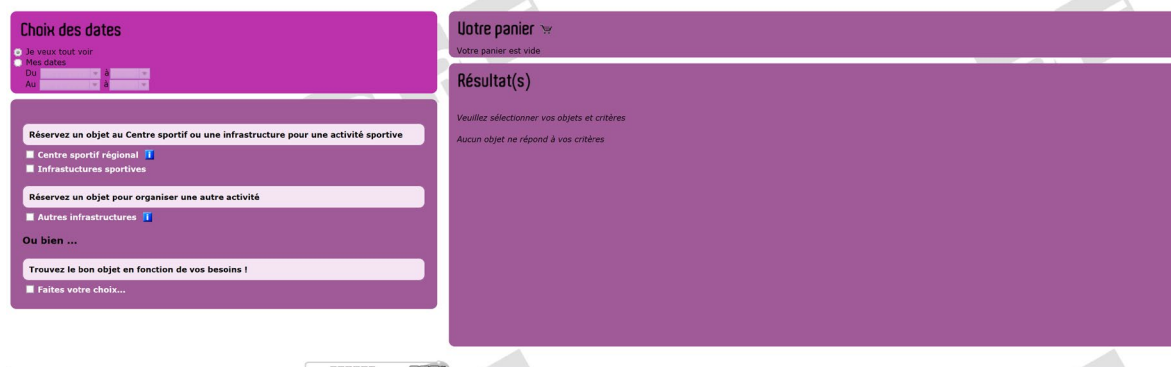 Choix des dates
Je veux tout voir
Mes dates
Du à
Au à
Réservez un objet au Centre sportif ou une infrastructure pour une activité sportive
Centre sportif régional
Infrastuctures sportives
Réservez un objet pour organiser une autre activité
Autres infrastructures
Ou bien ...
Trouvez le bon objet en fonction de vos besoins !
Faites votre choix...
Votre panier
Votre panier est vide
Résultat(s)
Veuillez sélectionner vos objets et critères
Aucun objet ne répond à vos critères